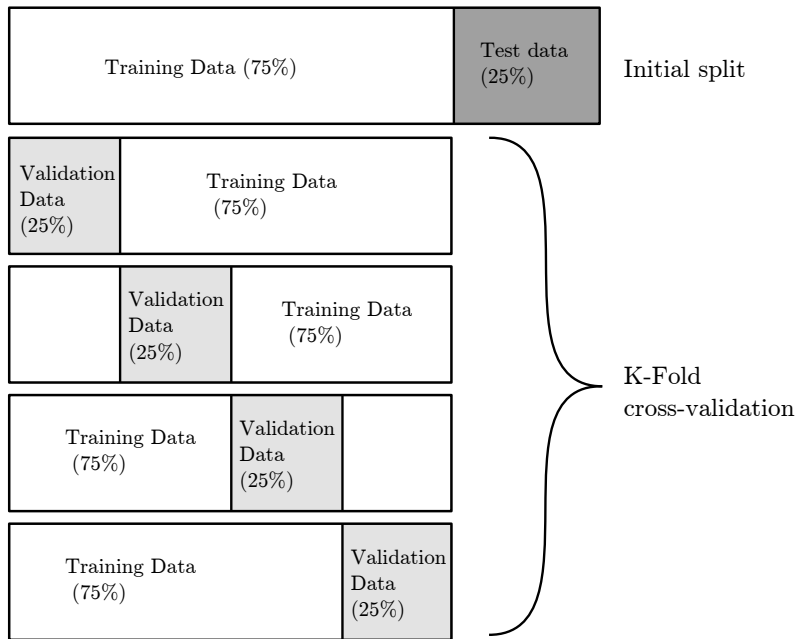 Training Data (75%)
Test data
(25%)
Initial split
Validation
Data
(25%)
Training Data
(75%)
Validation
Data
(25%)
Training Data
(75%)
K-Fold
cross-validation
Training Data
(75%)
Validation
Data
(25%)
Training Data
(75%)
Validation
Data
(25%)